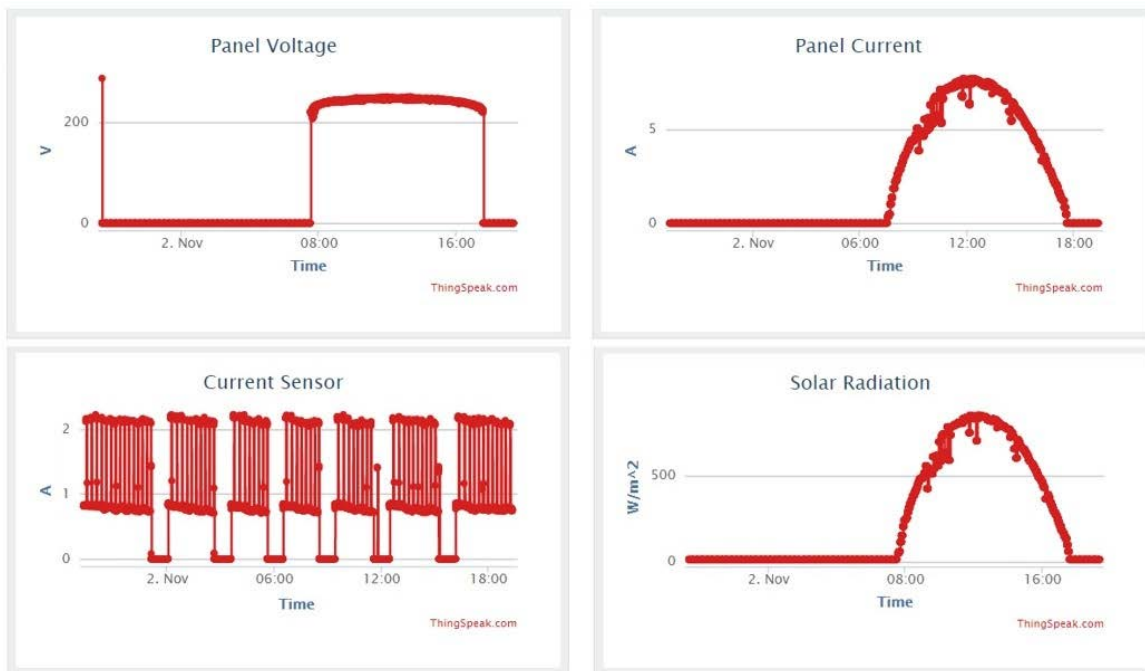 Panel Voltage
200
V
0
2. Nov
08:00
16:00
Time
ThingSpeak.com
Panel Current
5
A
0
2. Nov
06:00
12:00
18:00
Time
ThingSpeak.com
Current Sensor
2
1
A
0
2. Nov
06:00
12:00
18:00
Time
ThingSpeak.com
Solar Radiation
500
W/m^2
0
2. Nov
08:00
16:00
Time
ThingSpeak.com